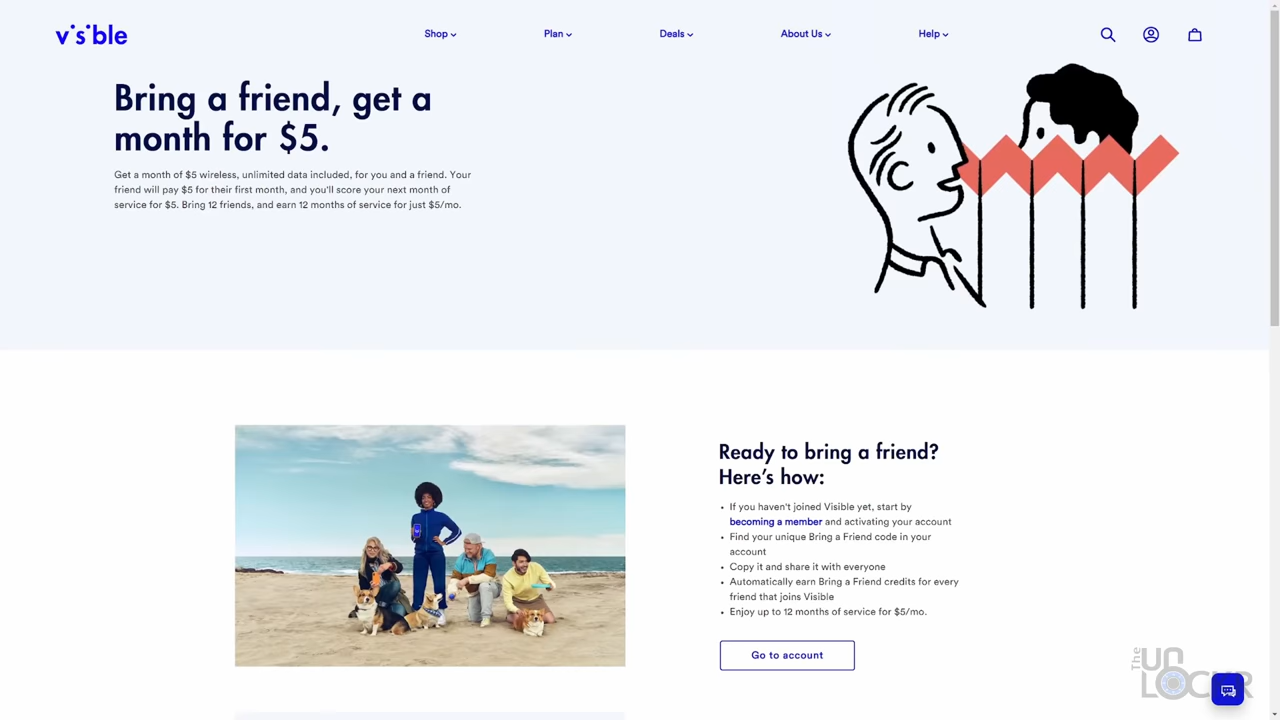 visible
Shop
Plan
Deals
About Us
Help
Bring a friend, get a
month for $5.
Get a month of $5 wireless, unlimited data included, for you and a friend. Your
friend will pay $5 for their first month, and you'll score your next month of
service for $5. Bring 12 friends, and earn 12 months of service for just $5/mo.
Ready to bring a friend?
Here's how:
• If you haven't joined Visible yet, start by
becoming a member and activating your account
• Find your unique Bring a Friend code in your
account
• Copy it and share it with everyone
• Automatically earn Bring a Friend credits for every
friend that joins Visible
• Enjoy up to 12 months of service for $5/mo.
Go to account
The
UN
LOCKR